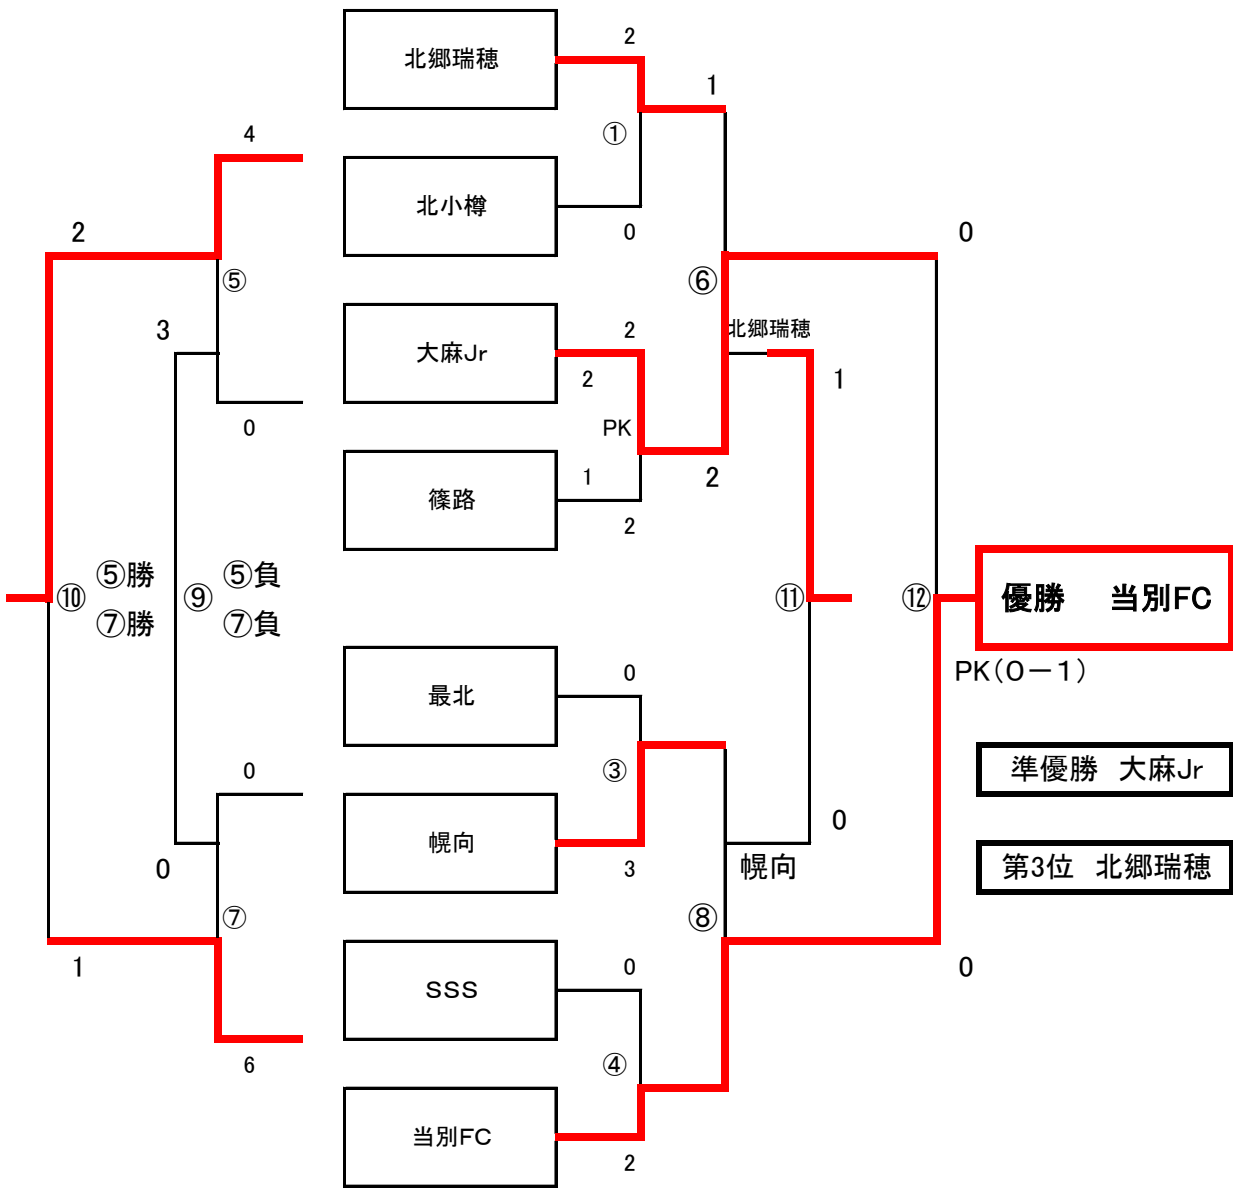 2
北郷瑞穂
1
①
4
北小樽
0
2
0
⑥
⑤
3
2
北郷瑞穂
大麻Jr
2
1
0
PK
1
2
篠路
2
⑤勝
⑤負
⑩
⑨
⑪
⑫
優勝 当別FC
⑦勝
⑦負
0
PK(0-1)
最北
0
③
準優勝 大麻Jr
0
幌向
3
0
幌向
第3位 北郷瑞穂
⑦
⑧
1
0
0
SSS
6
④
当別FC
2